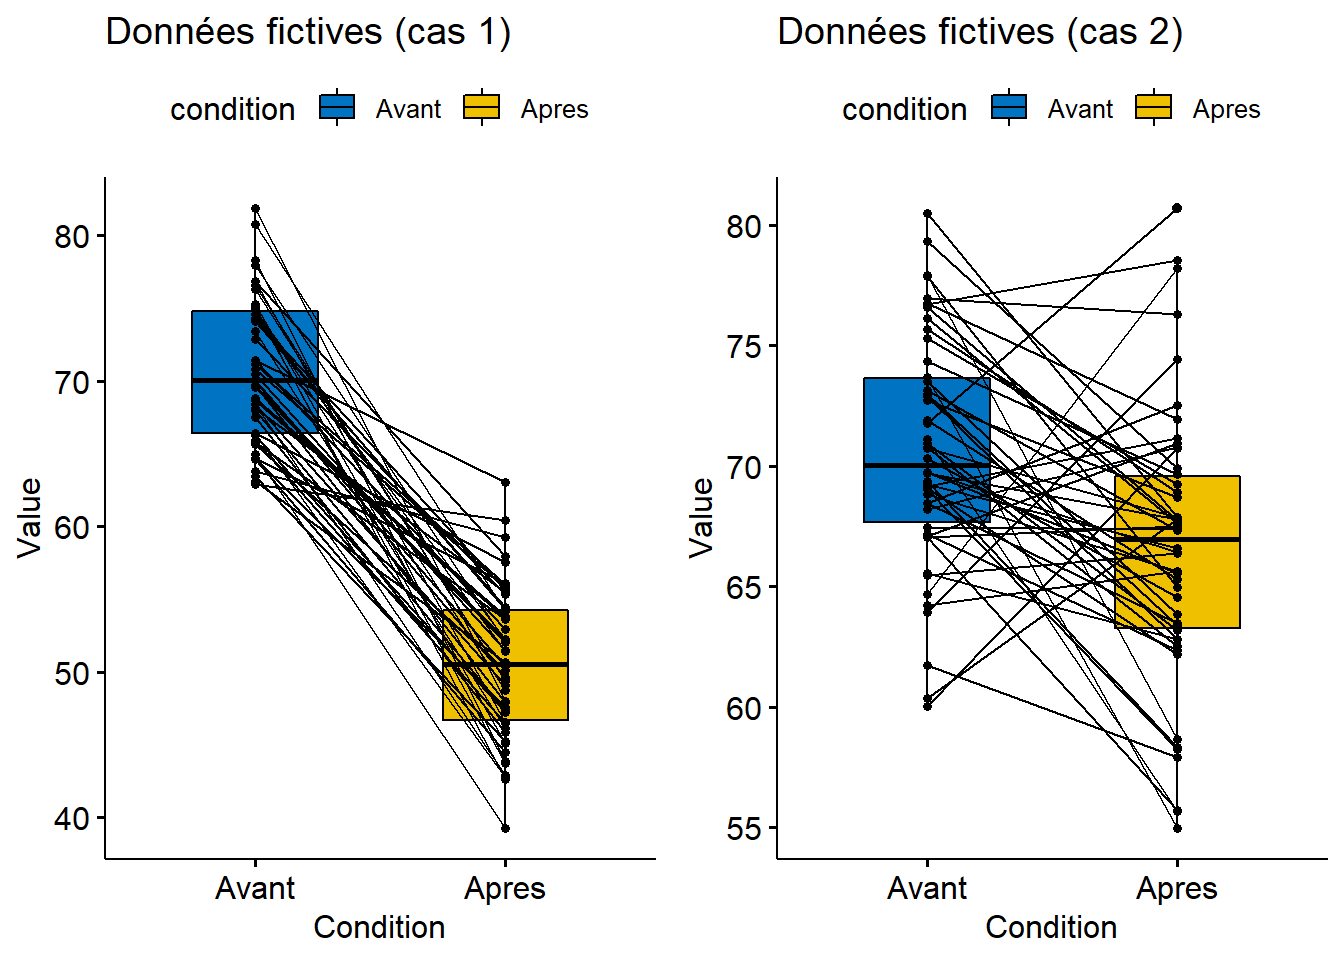 Données fictives (cas 1)
condition Avant Apres
Value
80
70
60
50
40
Avant Apres
Condition
Données fictives (cas 2)
condition Avant Apres
Value
80
75
70
65
60
55
Avant Apres
Condition